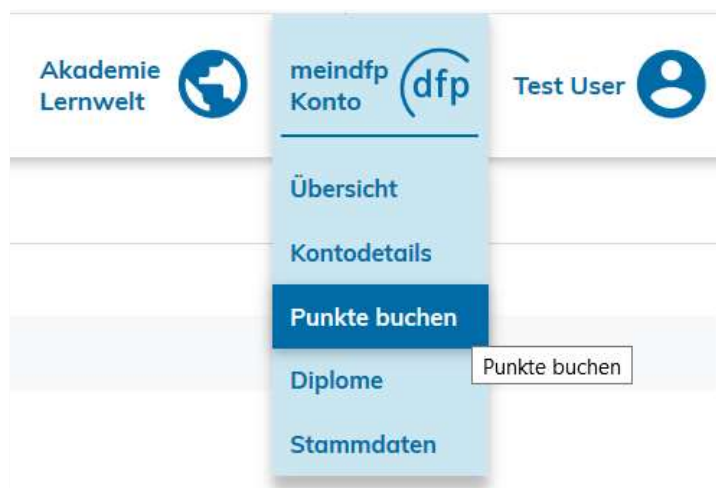 Akademie
Lernwelt
meindfp
Konto
dfp
Test User
Übersicht
Kontodetails
Punkte buchen
Punkte buchen
Diplome
Stammdaten